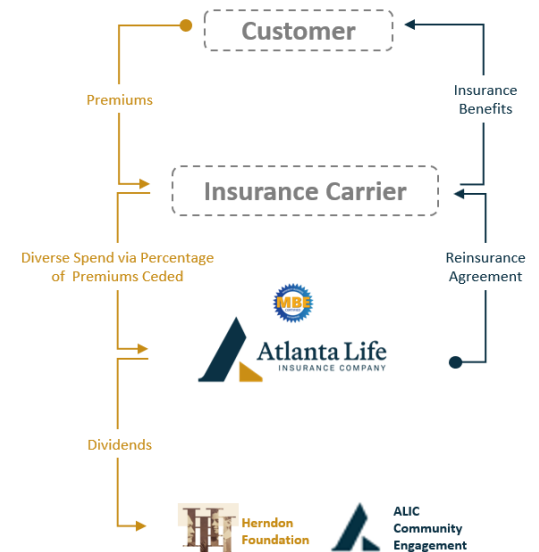 Customer
Premiums
Insurance
Benefits
Insurance Carrier
Diverse Spend via Percentage
of Premiums Ceded
Reinsurance
Agreement
MBE
Atlanta Life
INSURANCE COMPANY
Dividends
Herndon
Foundation
ALIC
Community
Engagement